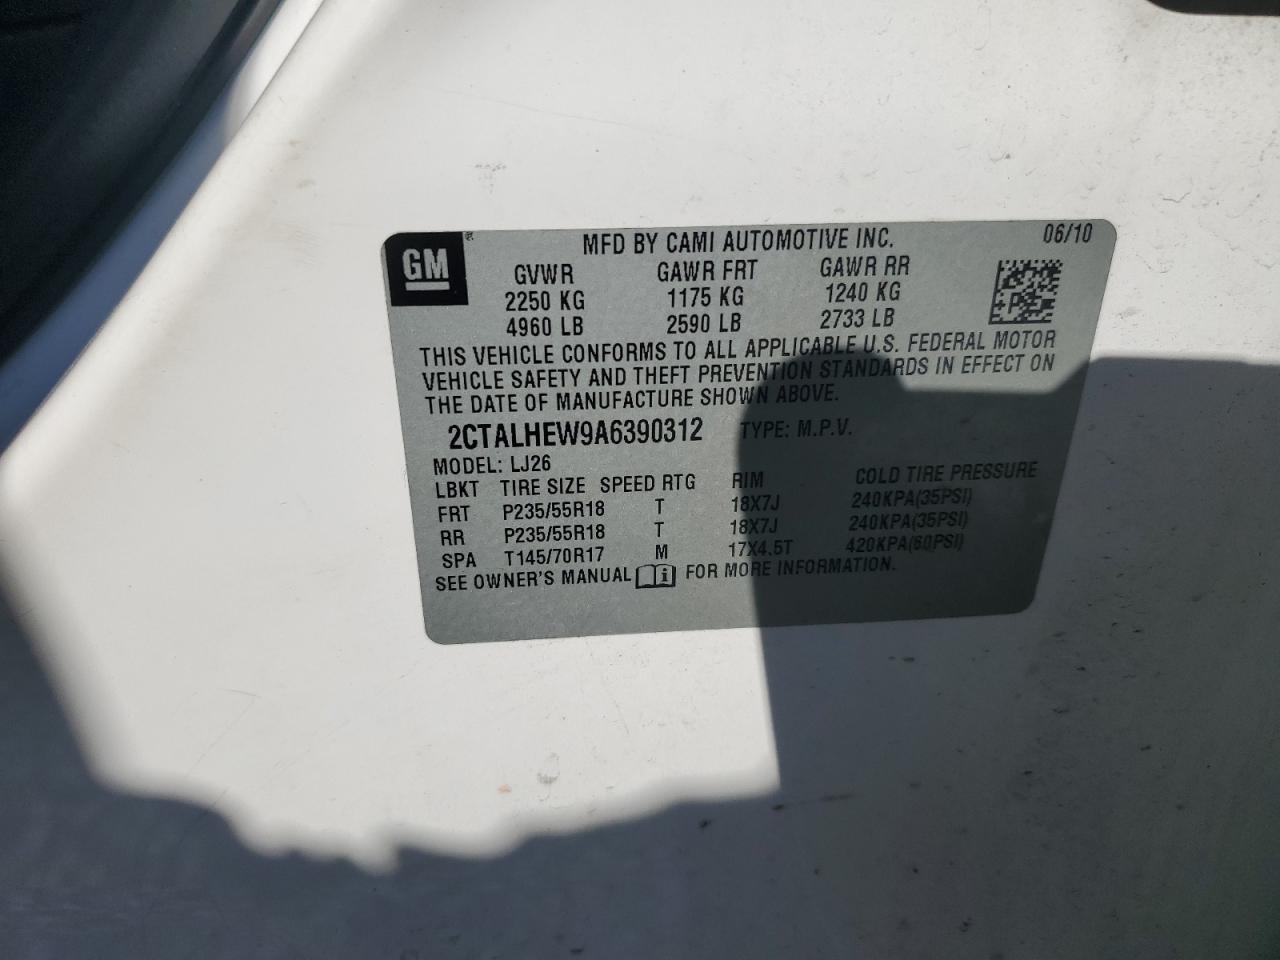 GM ®
MFD BY CAMI AUTOMOTIVE INC. 06/10
GVWR GAWR FRT GAWR RR
2250 KG 1175 KG 1240 KG
4960 LB 2590 LB 2733 LB
THIS VEHICLE CONFORMS TO ALL APPLICABLE U.S. FEDERAL MOTOR
VEHICLE SAFETY AND THEFT PREVENTION STANDARDS IN EFFECT ON
THE DATE OF MANUFACTURE SHOWN ABOVE.
2CTALHEW9A6390312 TYPE: M.P.V.
MODEL: LJ26
LBKT TIRE SIZE SPEED RTG RIM COLD TIRE PRESSURE
FRT P235/55R18 T 18X7J 240KPA(35PSI)
RR P235/55R18 T 18X7J 240KPA(35PSI)
SPA T145/70R17 M 17X4.5T 420KPA(60PSI)
SEE OWNER'S MANUAL FOR MORE INFORMATION.